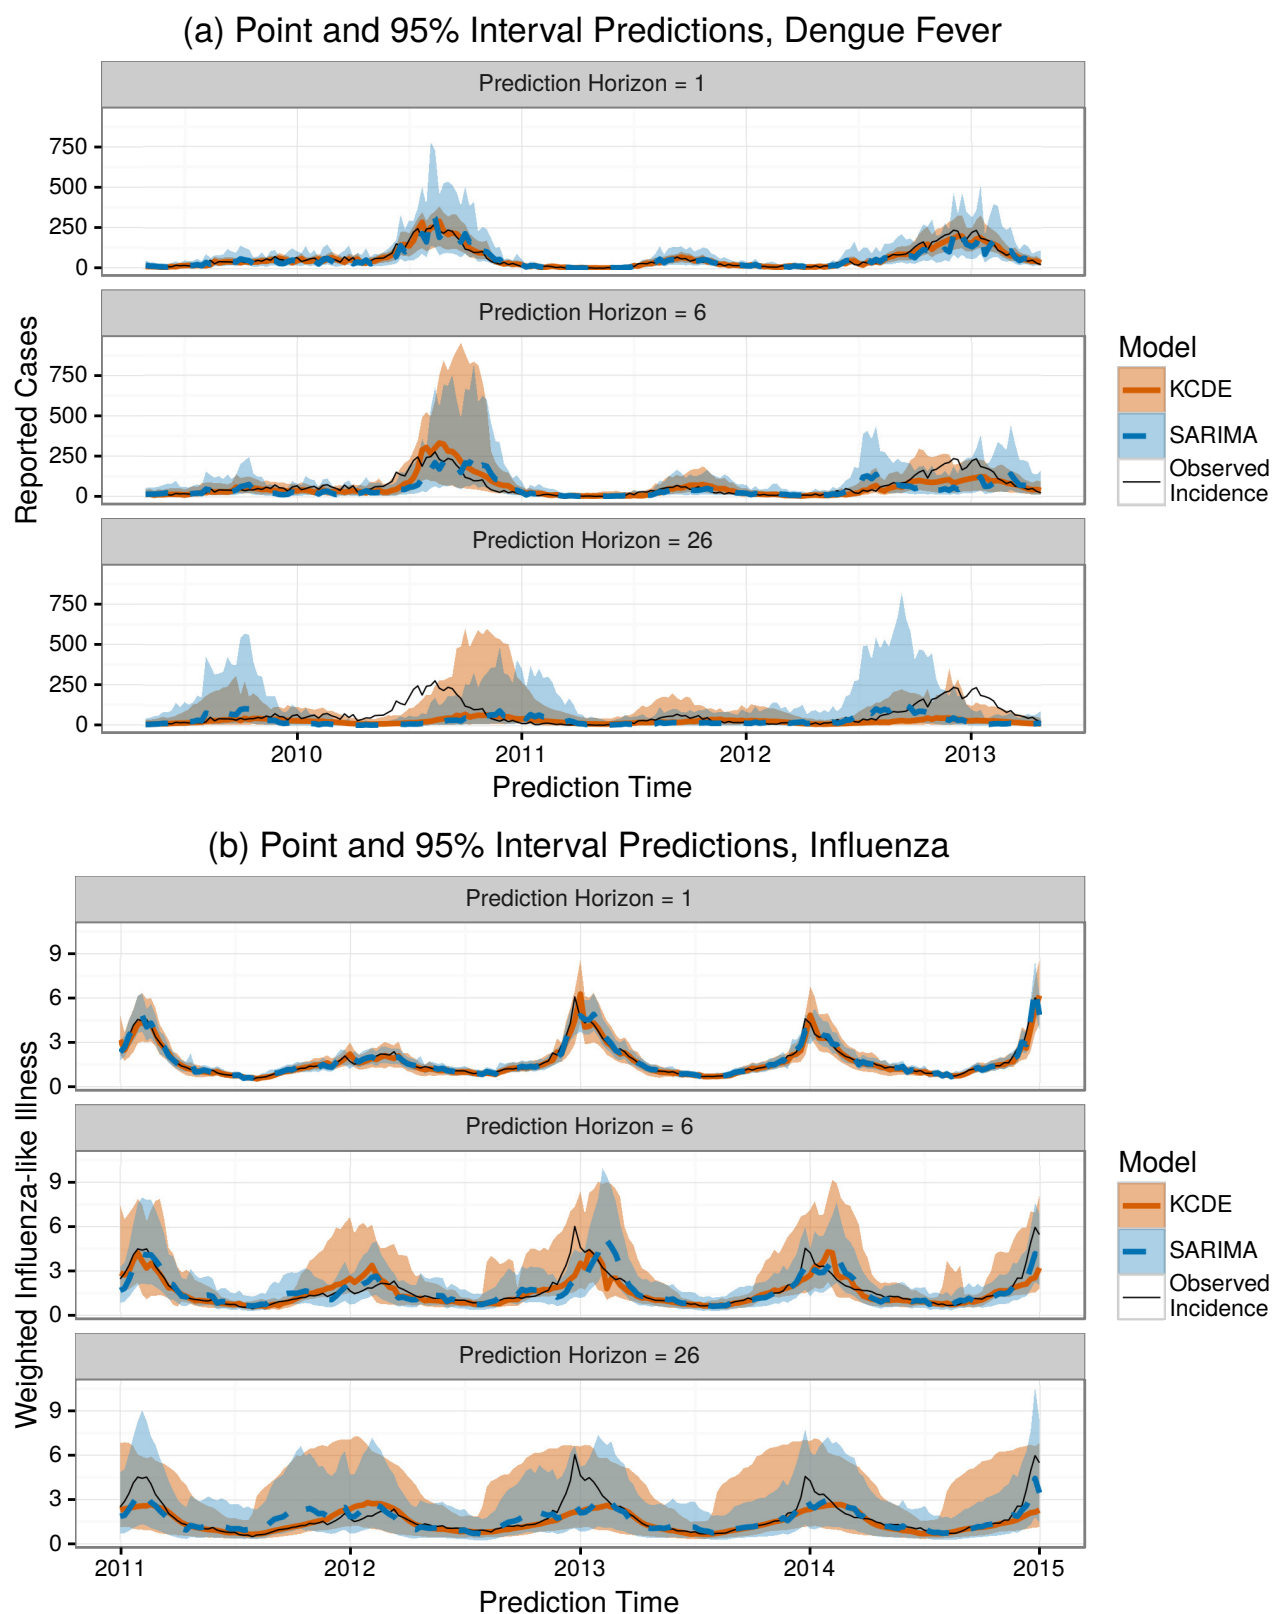 (a) Point and 95% Interval Predictions, Dengue Fever
Prediction Horizon = 1
750
500
250
0
Prediction Horizon = 6
750
500
250
0
Prediction Horizon = 26
750
500
250
0
2010
2011
2012
2013
Prediction Time
Reported Cases
Model
KCDE
SARIMA
Observed
Incidence
(b) Point and 95% Interval Predictions, Influenza
Prediction Horizon = 1
9
6
3
0
Prediction Horizon = 6
9
6
3
0
Prediction Horizon = 26
9
6
3
0
2011
2012
2013
2014
2015
Prediction Time
Weighted Influenza-like Illness
Model
KCDE
SARIMA
Observed
Incidence